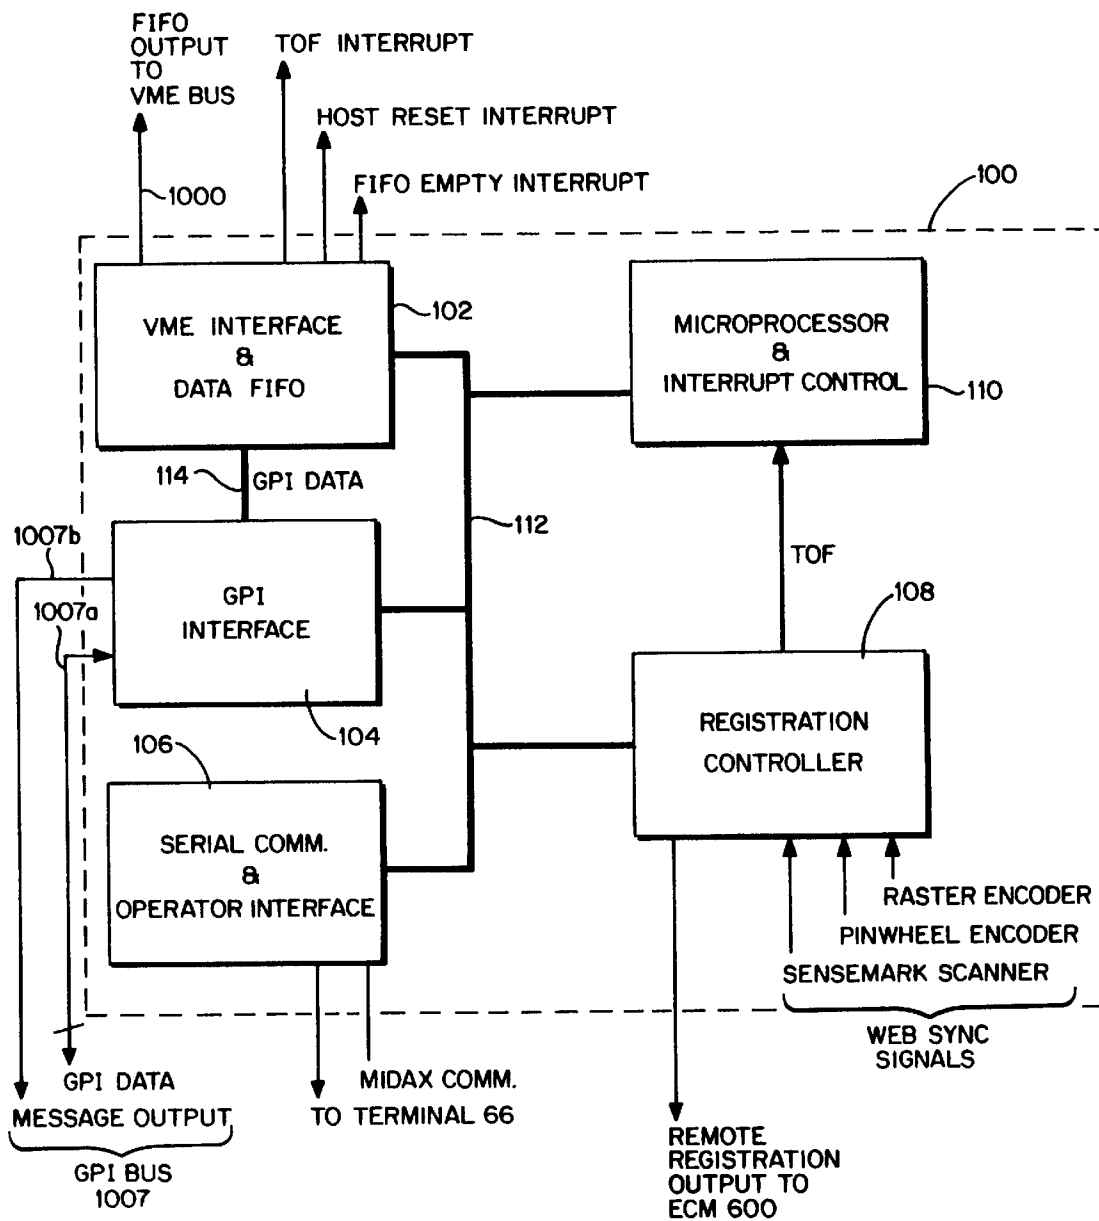 FIFO
OUTPUT
TO
VME BUS
TOF INTERRUPT
HOST RESET INTERRUPT
FIFO EMPTY INTERRUPT
1000
100
VME INTERFACE
&
DATA FIFO
102
MICROPROCESSOR
&
INTERRUPT CONTROL
110
114
GPI DATA
112
TOF
1007b
1007a
GPI
INTERFACE
104
108
REGISTRATION
CONTROLLER
106
SERIAL COMM.
&
OPERATOR INTERFACE
RASTER ENCODER
PINWHEEL ENCODER
SENSEMARK SCANNER
WEB SYNC
SIGNALS
GPI DATA
MESSAGE OUTPUT
GPI BUS
1007
MIDAX COMM.
TO TERMINAL 66
REMOTE
REGISTRATION
OUTPUT TO
ECM 600